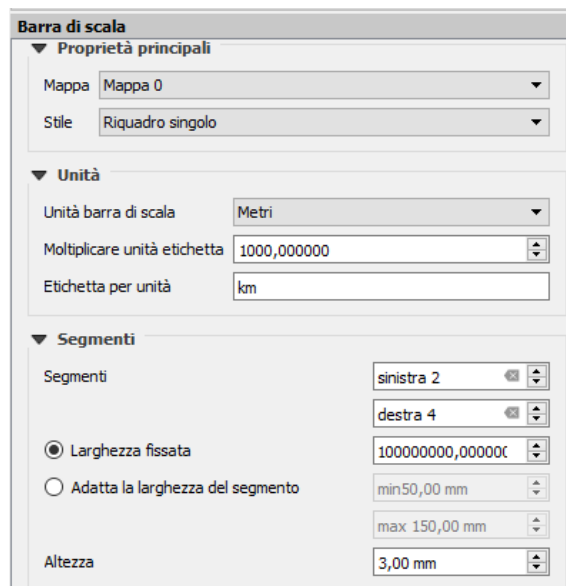 Barra di scala
Proprietà principali
Mappa Mappa 0
Stile Riquadro singolo
Unità
Unità barra di scala Metri
Moltiplicare unità etichetta 1000,000000
Etichetta per unità km
Segmenti
Segmenti sinistra 2
destra 4
Larghezza fissata 100000000,00000
Adatta la larghezza del segmento min50,00 mm
max 150,00 mm
Altezza 3,00 mm